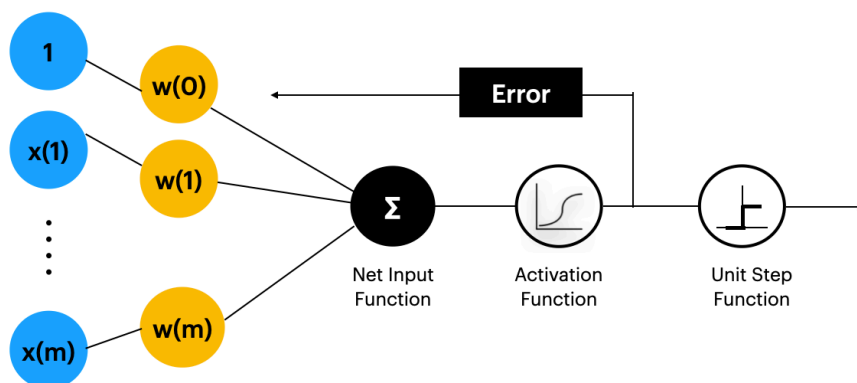 1
w(0)
Error
x(1)
w(1)
Σ
Net Input
Function
Activation
Function
Unit Step
Function
w(m)
x(m)